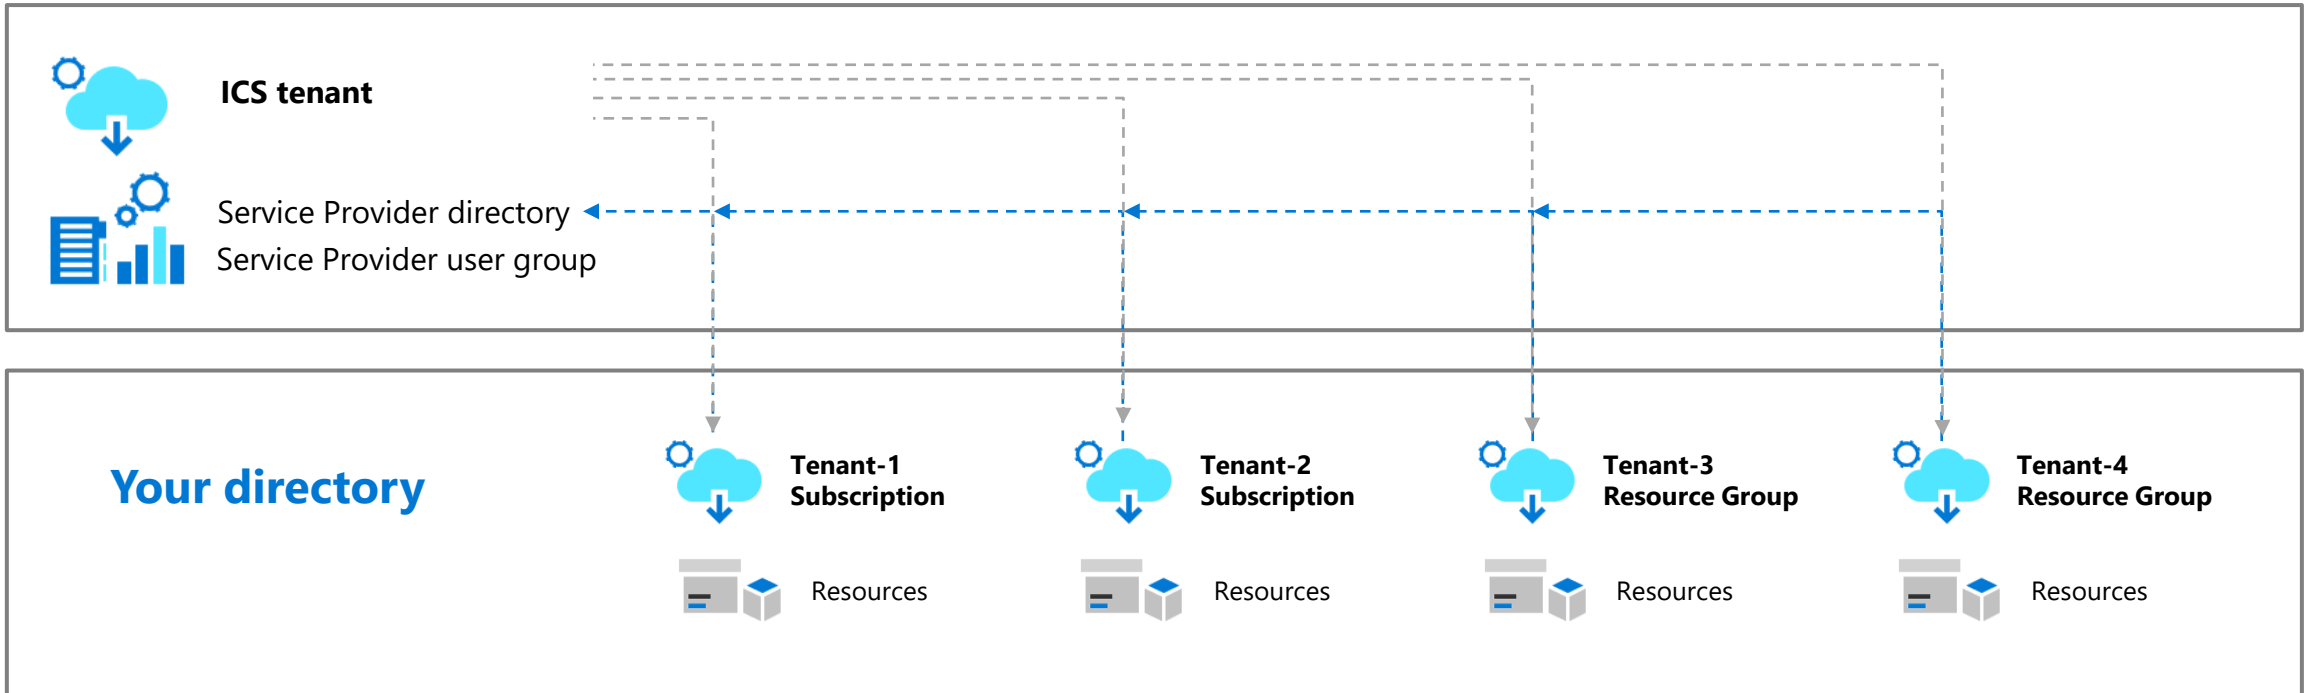 ICS tenant
Service Provider directory
Service Provider user group
Your directory
Tenant-1
Subscription
Resources
Tenant-2
Subscription
Resources
Tenant-3
Resource Group
Resources
Tenant-4
Resource Group
Resources